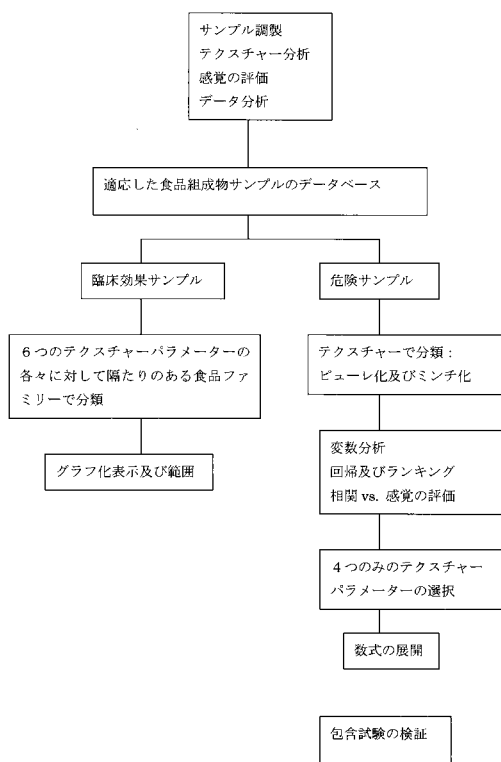 サンプル調製
テクスチャー分析
感覚の評価
データ分析
適応した食品組成物サンプルのデータベース
臨床効果サンプル
危険サンプル
６つのテクスチャーパラメーターの
各々に対して隔たりのある食品ファ
ミリーで分類
テクスチャーで分類：
ピューレ化及びミンチ化
グラフ化表示及び範囲
変数分析
回帰及びランキング
相関 vs. 感覚の評価
４つのみのテクスチャー
パラメーターの選択
数式の展開
包含試験の検証